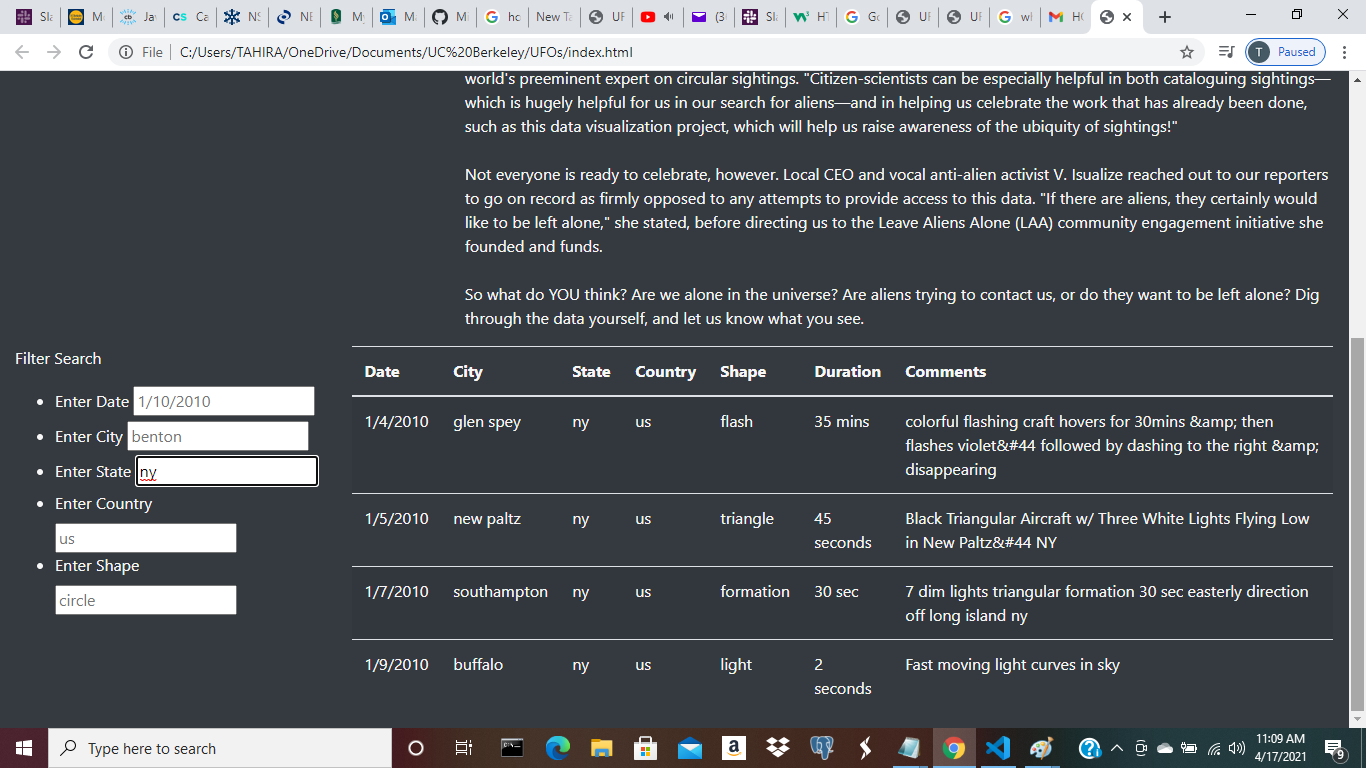 Sla
Mo
Jav
Ca
NS
NE
My
Ma
Mi
ho
New Ta
UF
(3
Sla
HT
Go
UF
UF
wh
HO
File
C:/Users/TAHIRA/OneDrive/Documents/UC%20Berkeley/UFOs/index.html
T Paused
world's preeminent expert on circular sightings. "Citizen-scientists can be especially helpful in both cataloguing sightings—
which is hugely helpful for us in our search for aliens—and in helping us celebrate the work that has already been done,
such as this data visualization project, which will help us raise awareness of the ubiquity of sightings!"
Not everyone is ready to celebrate, however. Local CEO and vocal anti-alien activist V. Isualize reached out to our reporters
to go on record as firmly opposed to any attempts to provide access to this data. "If there are aliens, they certainly would
like to be left alone," she stated, before directing us to the Leave Aliens Alone (LAA) community engagement initiative she
founded and funds.
So what do YOU think? Are we alone in the universe? Are aliens trying to contact us, or do they want to be left alone? Dig
through the data yourself, and let us know what you see.
Filter Search
Enter Date 1/10/2010
Enter City benton
Enter State ny
Enter Country
us
Enter Shape
circle
Date City State Country Shape Duration Comments
1/4/2010 glen spey ny us flash 35 mins colorful flashing craft hovers for 30mins &amp; then
flashes violet&#44 followed by dashing to the right &amp;
disappearing
1/5/2010 new paltz ny us triangle 45 Black Triangular Aircraft w/ Three White Lights Flying Low
seconds in New Paltz&#44 NY
1/7/2010 southampton ny us formation 30 sec 7 dim lights triangular formation 30 sec easterly direction
off long island ny
1/9/2010 buffalo ny us light 2 Fast moving light curves in sky
seconds
Type here to search
11:09 AM
4/17/2021
9